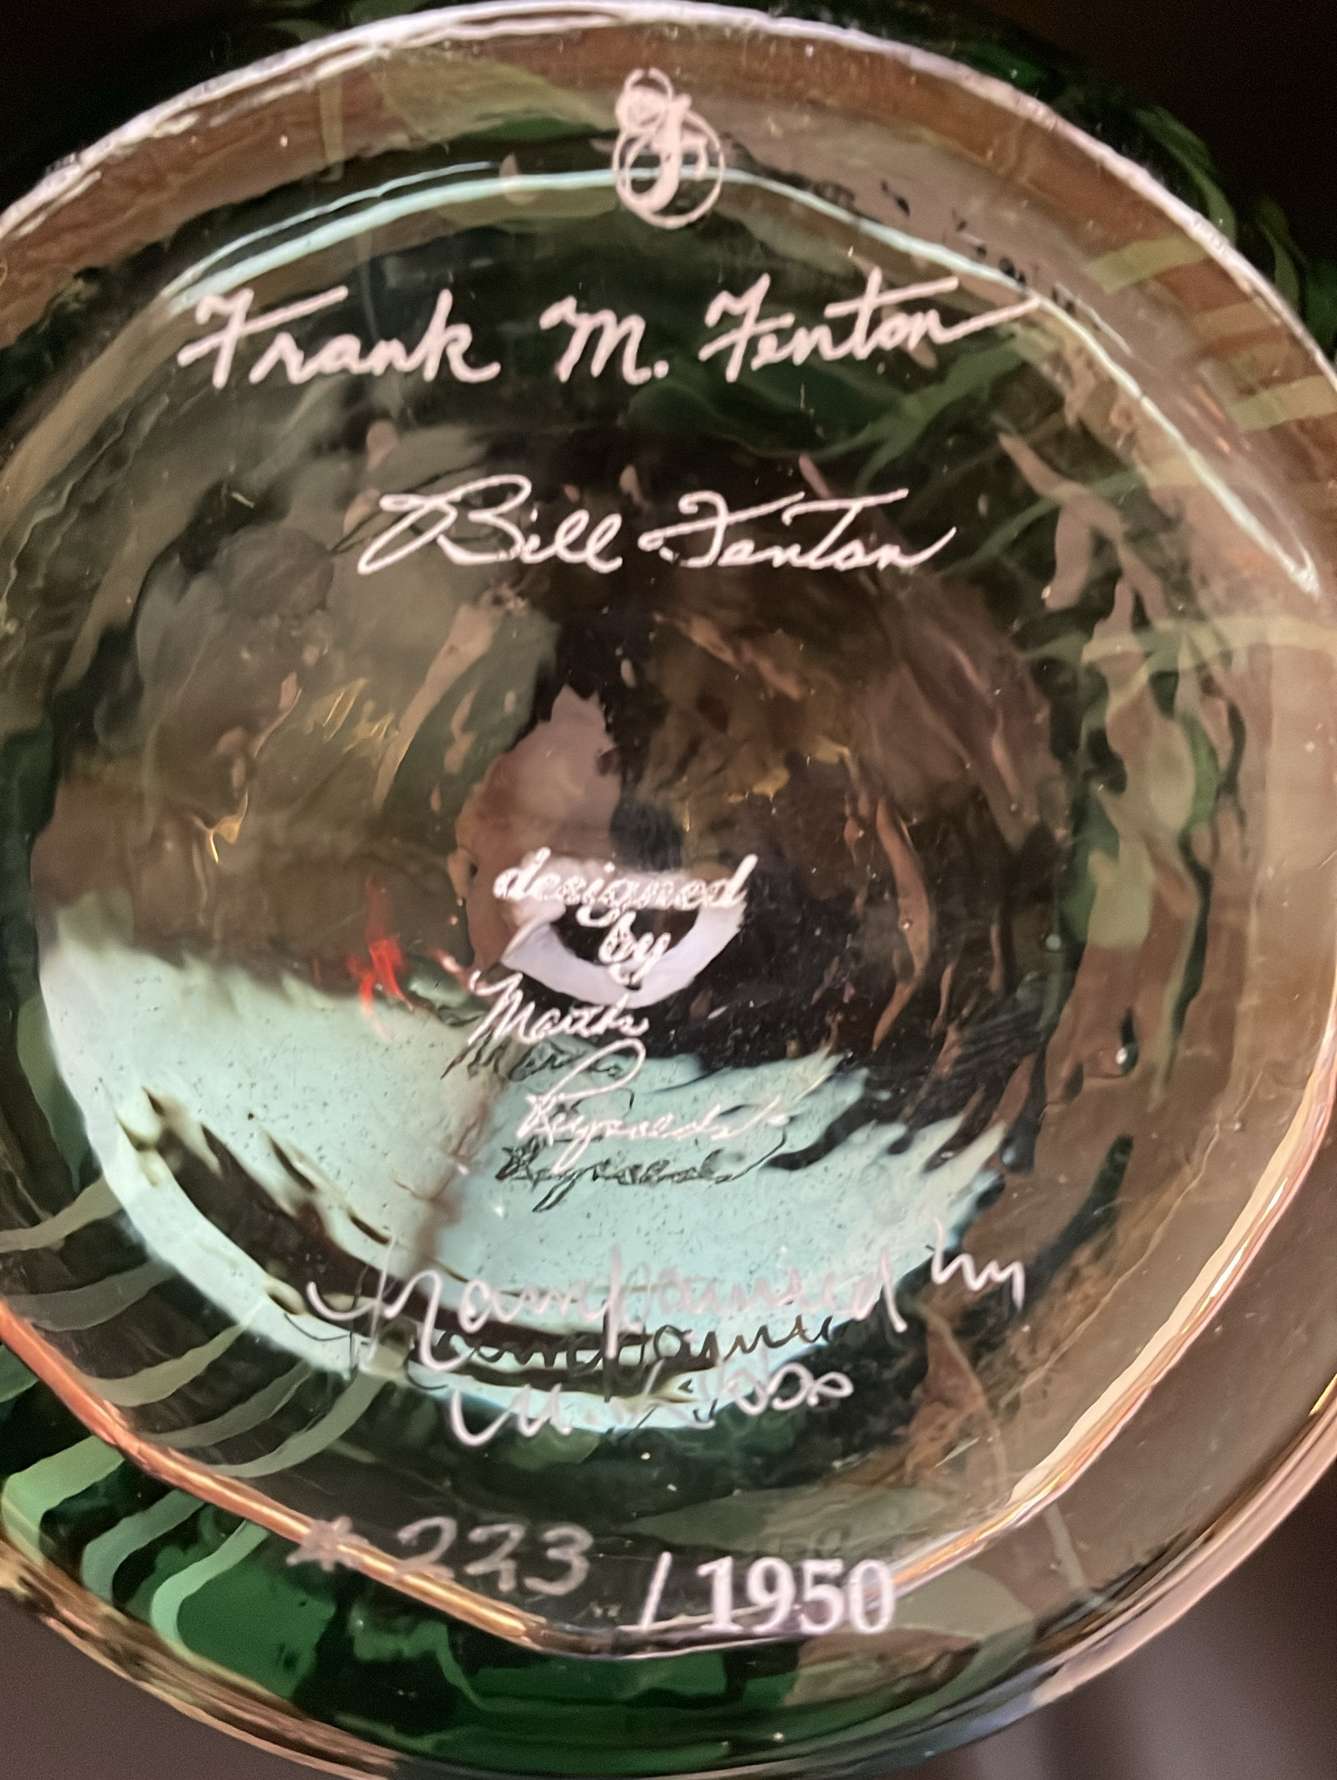 Frank M. Fenton
Bill Fenton
designed
by
Martha
Reynolds
Handpainted by
M.
# 223 / 1950